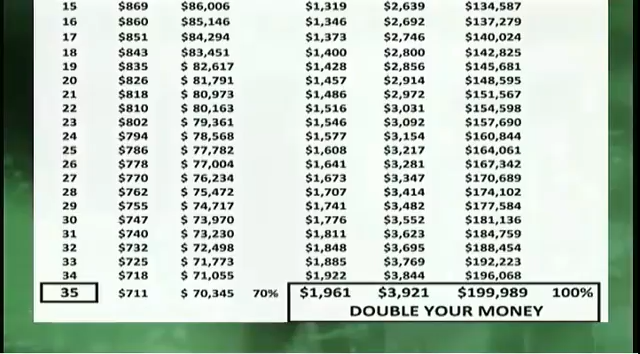 15 $869 $86,006 $1,319 $2,639 $134,587
16 $860 $85,146 $1,346 $2,692 $137,279
17 $851 $84,294 $1,373 $2,746 $140,024
18 $843 $83,451 $1,400 $2,800 $142,825
19 $835 $ 82,617 $1,428 $2,856 $145,681
20 $826 $ 81,791 $1,457 $2,914 $148,595
21 $818 $ 80,973 $1,486 $2,972 $151,567
22 $810 $ 80,163 $1,516 $3,031 $154,598
23 $802 $ 79,361 $1,546 $3,092 $157,690
24 $794 $ 78,568 $1,577 $3,154 $160,844
25 $786 $ 77,782 $1,608 $3,217 $164,061
26 $778 $ 77,004 $1,641 $3,281 $167,342
27 $770 $ 76,234 $1,673 $3,347 $170,689
28 $762 $ 75,472 $1,707 $3,414 $174,102
29 $755 $ 74,717 $1,741 $3,482 $177,584
30 $747 $ 73,970 $1,776 $3,552 $181,136
31 $740 $ 73,230 $1,811 $3,623 $184,759
32 $732 $ 72,498 $1,848 $3,695 $188,454
33 $725 $ 71,773 $1,885 $3,769 $192,223
34 $718 $ 71,055 $1,922 $3,844 $196,068
35 $711 $ 70,345 70% $1,961 $3,921 $199,989 100%
DOUBLE YOUR MONEY